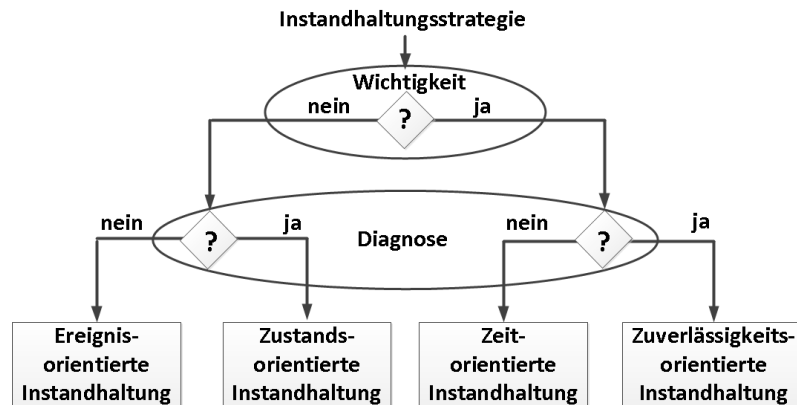 Instandhaltungsstrategie
Wichtigkeit
nein ? ja
nein ? ja Diagnose nein ? ja
Ereignis-
orientierte
Instandhaltung
Zustands-
orientierte
Instandhaltung
Zeit-
orientierte
Instandhaltung
Zuverlässigkeits-
orientierte
Instandhaltung